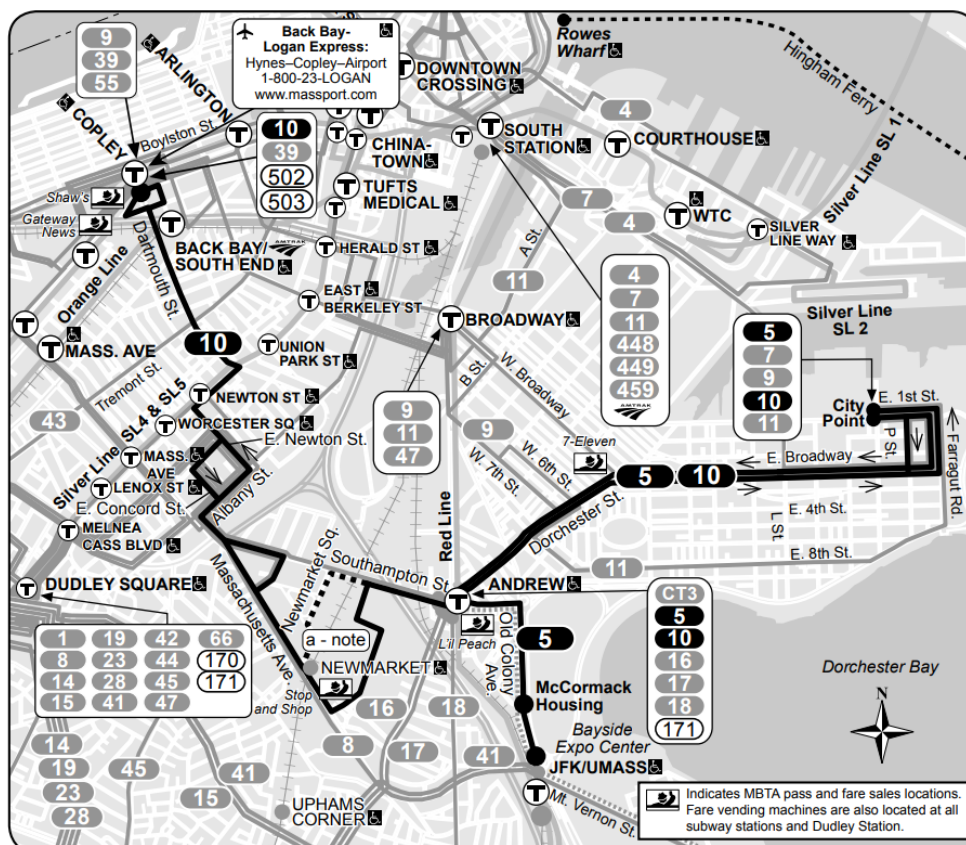 9
39
55
Back Bay-
Logan Express:
Hynes–Copley–Airport
1-800-23-LOGAN
www.massport.com
Rowes
Wharf
Hingham Ferry
ARLINGTON
COPLEY
Boylston St.
DOWNTOWN
CROSSING
10
39
502
503
CHINA-
TOWN
SOUTH
STATION
4
COURTHOUSE
Silver Line SL 1
Shaw's
Gateway
News
TUFTS
MEDICAL
7
4
WTC
SILVER
LINE WAY
BACK BAY/
SOUTH END
AMTRAK
HERALD ST
A St.
11
Orange Line
Dartmouth St.
EAST
BERKELEY ST
BROADWAY
4
7
11
448
449
459
AMTRAK
Silver Line
SL 2
5
7
9
10
11
MASS. AVE
10
UNION
PARK ST
Tremont St.
B St.
W. Broadway
City
Point
E. 1st St.
43
Silver Line SL4 & SL5
NEWTON ST
WORCESTER SQ
E. Newton St.
9
11
47
9
7-Eleven
W. 6th St.
W. 7th St.
P St.
Farragut Rd.
E. Broadway
MASS.
AVE
LENOX ST
Albany St.
E. Concord St.
5
10
Dorchester St.
E. 4th St.
L St.
MELNEA
CASS BLVD
Newmarket Sq.
Red Line
E. 8th St.
Massachusetts Ave.
Southampton St.
11
DUDLEY SQUARE
ANDREW
CT3
5
10
16
17
18
171
1
19
42
66
8
23
44
170
14
28
45
171
15
41
47
a - note
L'il Peach
Old Colony
Ave.
5
NEWMARKET
Stop
and Shop
McCormack
Housing
Dorchester Bay
N
16
18
Bayside
Expo Center
JFK/UMASS
14
19
23
28
45
15
41
8
17
41
UPHAMS
CORNER
Mt. Vernon St.
Indicates MBTA pass and fare sales locations.
Fare vending machines are also located at all
subway stations and Dudley Station.